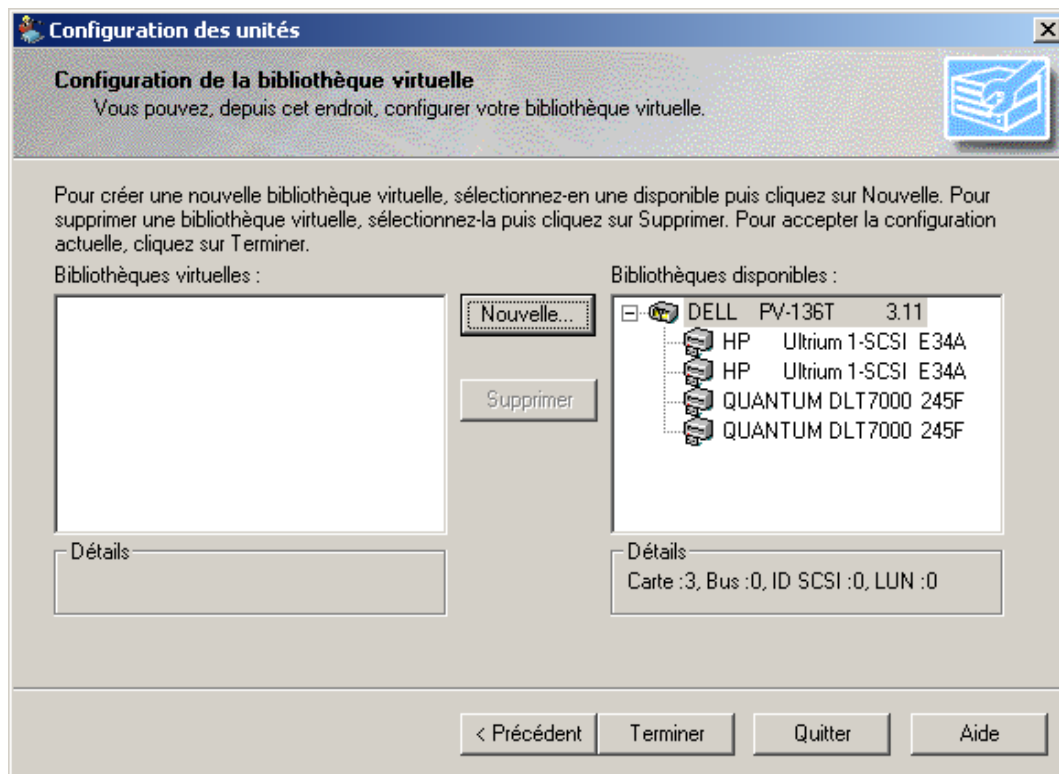 Configuration des unités
Configuration de la bibliothèque virtuelle
Vous pouvez, depuis cet endroit, configurer votre bibliothèque virtuelle.
Pour créer une nouvelle bibliothèque virtuelle, sélectionnez-en une disponible puis cliquez sur Nouvelle. Pour
supprimer une bibliothèque virtuelle, sélectionnez-la puis cliquez sur Supprimer. Pour accepter la configuration
actuelle, cliquez sur Terminer.
Bibliothèques virtuelles :
Nouvelle...
Supprimer
Détails
Bibliothèques disponibles :
DELL PV-136T 3.11
HP Ultrium 1-SCSI E34A
HP Ultrium 1-SCSI E34A
QUANTUM DLT7000 245F
QUANTUM DLT7000 245F
Détails
Carte :3, Bus :0, ID SCSI :0, LUN :0
< Précédent
Terminer
Quitter
Aide